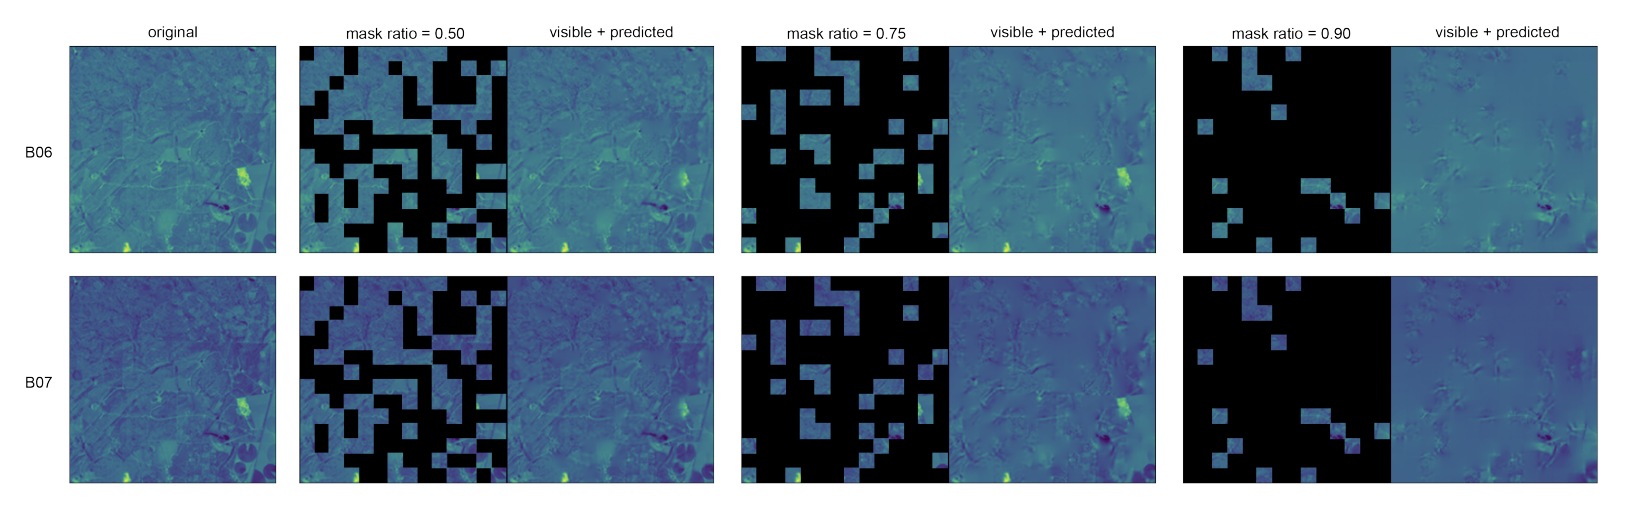 original
mask ratio = 0.50
visible + predicted
mask ratio = 0.75
visible + predicted
mask ratio = 0.90
visible + predicted
B06
B07